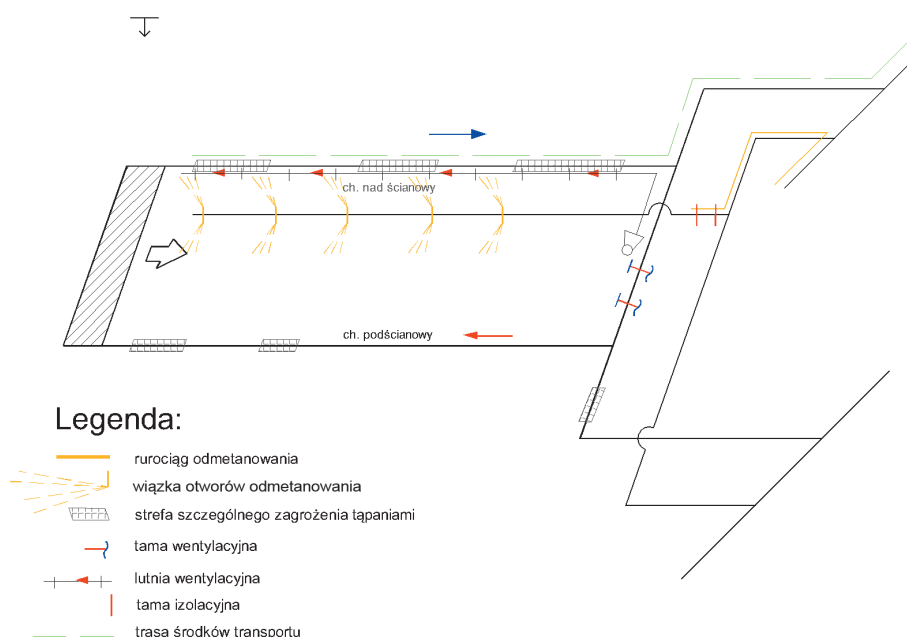 ch. nad ścianowy
ch. podścianowy
Legenda:
rurociąg odmetanowania
wiązka otworów odmetanowania
strefa szczególnego zagrożenia tąpaniami
tama wentylacyjna
lutnia wentylacyjna
tama izolacyjna
trasa środków transportu